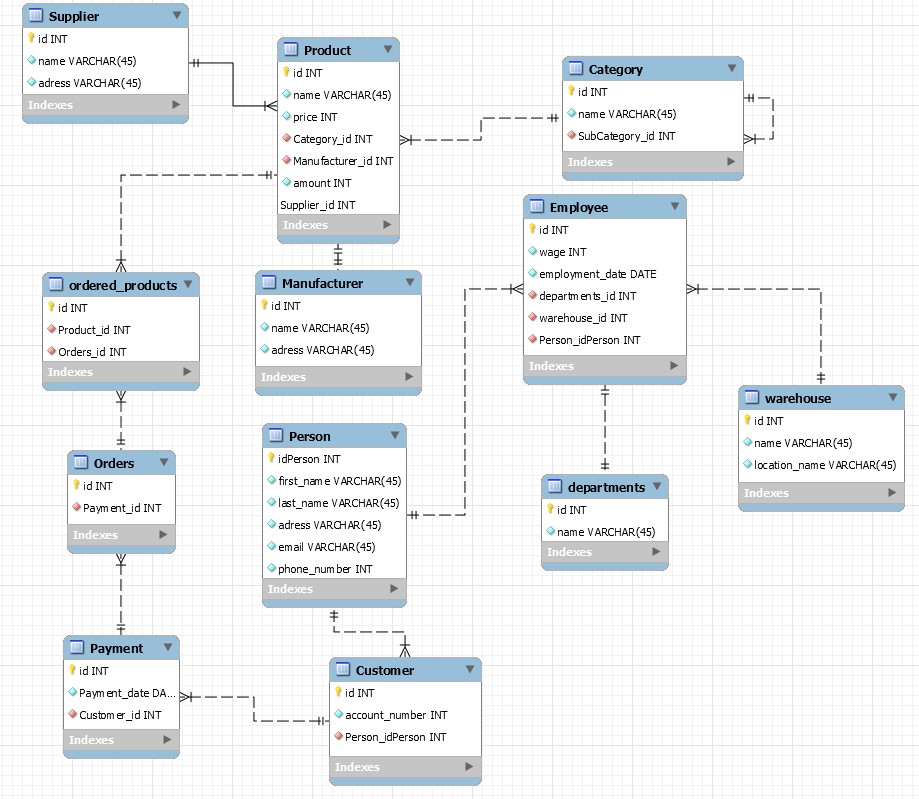 Supplier
id INT
name VARCHAR(45)
adress VARCHAR(45)
Indexes
Product
id INT
name VARCHAR(45)
price INT
Category_id INT
Manufacturer_id INT
amount INT
Supplier_id INT
Indexes
Category
id INT
name VARCHAR(45)
SubCategory_id INT
Indexes
Employee
id INT
wage INT
employment_date DATE
departments_id INT
warehouse_id INT
Person_idPerson INT
Indexes
ordered_products
id INT
Product_id INT
Orders_id INT
Indexes
Manufacturer
id INT
name VARCHAR(45)
adress VARCHAR(45)
Indexes
warehouse
id INT
name VARCHAR(45)
location_name VARCHAR(45)
Indexes
Person
idPerson INT
first_name VARCHAR(45)
last_name VARCHAR(45)
adress VARCHAR(45)
email VARCHAR(45)
phone_number INT
Indexes
Orders
id INT
Payment_id INT
Indexes
departments
id INT
name VARCHAR(45)
Indexes
Payment
id INT
Payment_date DA...
Customer_id INT
Indexes
Customer
id INT
account_number INT
Person_idPerson INT
Indexes